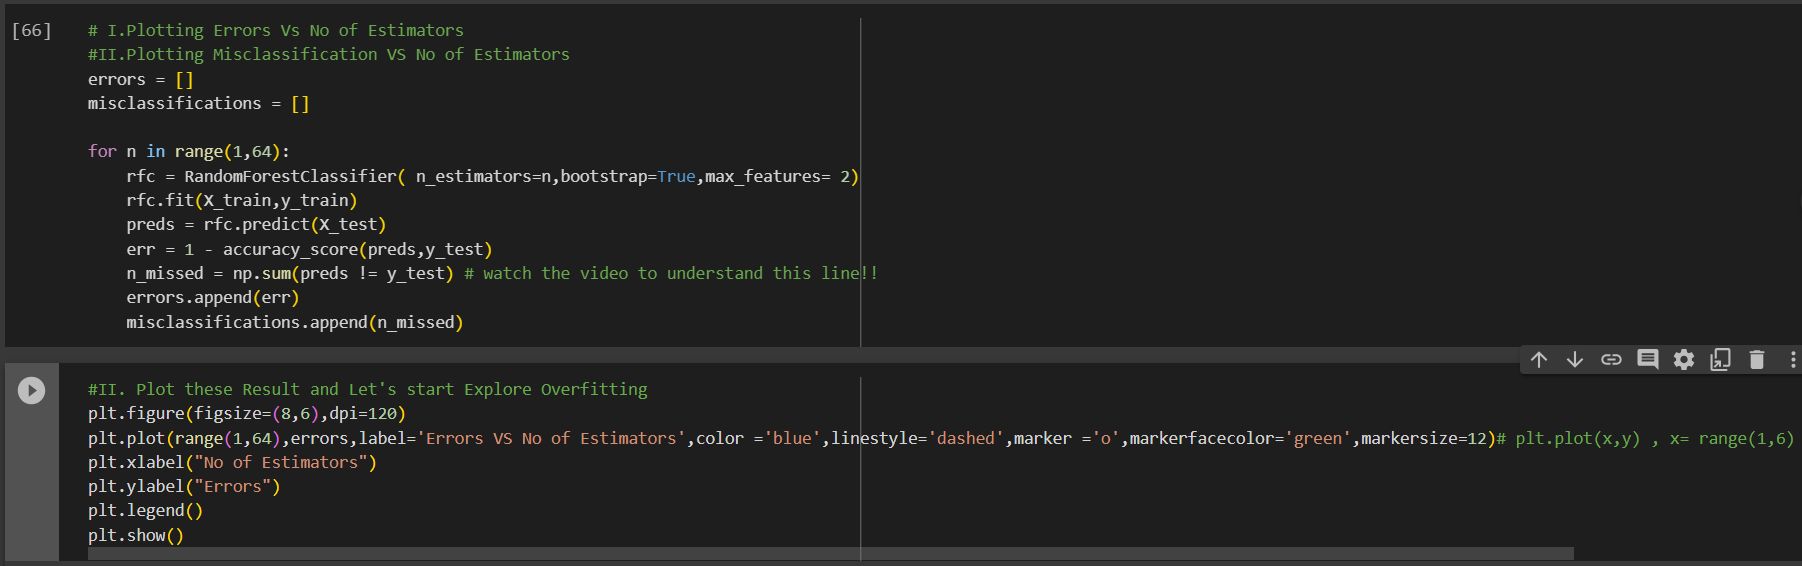 [66]
# I.Plotting Errors Vs No of Estimators
#II.Plotting Misclassification VS No of Estimators
errors = []
misclassifications = []
for n in range(1,64):
    rfc = RandomForestClassifier( n_estimators=n,bootstrap=True,max_features= 2)
    rfc.fit(X_train,y_train)
    preds = rfc.predict(X_test)
    err = 1 - accuracy_score(preds,y_test)
    n_missed = np.sum(preds != y_test) # watch the video to understand this line!!
    errors.append(err)
    misclassifications.append(n_missed)
#II. Plot these Result and Let's start Explore Overfitting
plt.figure(figsize=(8,6),dpi=120)
plt.plot(range(1,64),errors,label='Errors VS No of Estimators',color ='blue',linestyle='dashed',marker ='o',markerfacecolor='green',markersize=12)# plt.plot(x,y) , x= range(1,6)
plt.xlabel("No of Estimators")
plt.ylabel("Errors")
plt.legend()
plt.show()